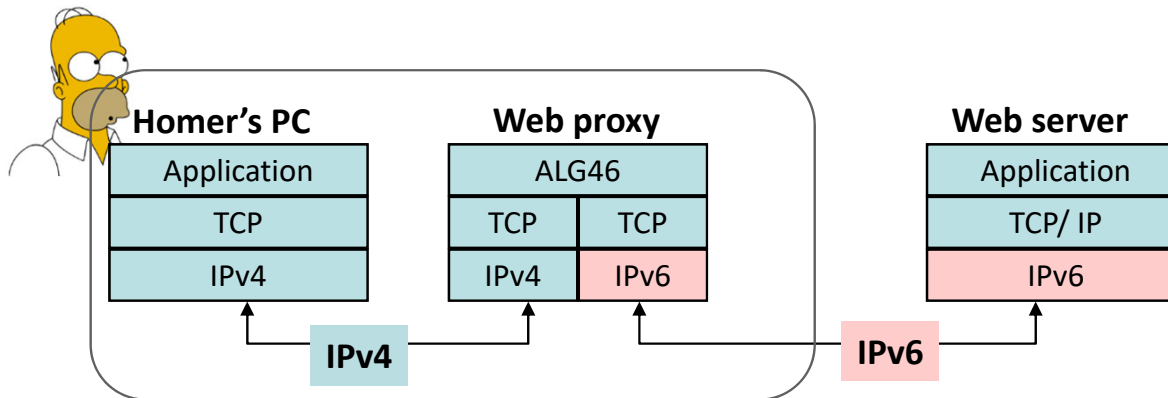 Homer’s PC
Application
TCP
IPv4
Web proxy
ALG46
TCP TCP
IPv4 IPv6
Web server
Application
TCP/ IP
IPv6
IPv4
IPv6